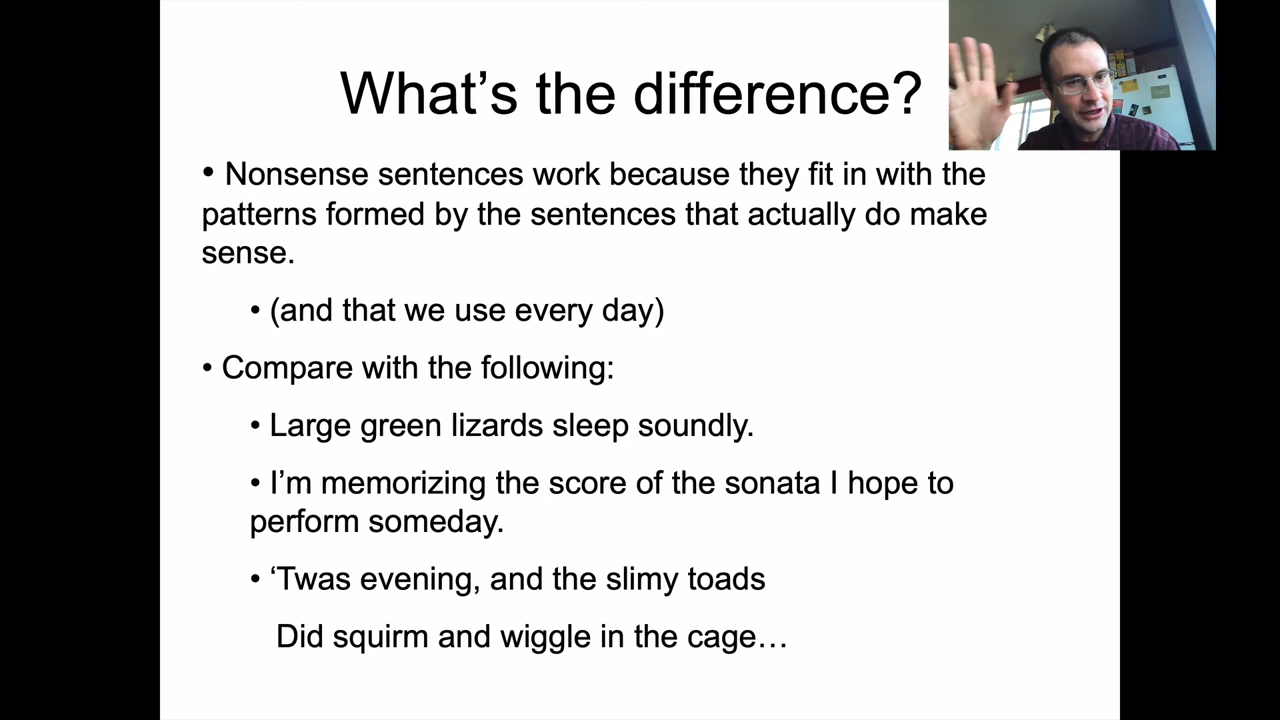 What’s the difference?
• Nonsense sentences work because they fit in with the
patterns formed by the sentences that actually do make
sense.
• (and that we use every day)
• Compare with the following:
• Large green lizards sleep soundly.
• I’m memorizing the score of the sonata I hope to
perform someday.
• ‘Twas evening, and the slimy toads
Did squirm and wiggle in the cage…